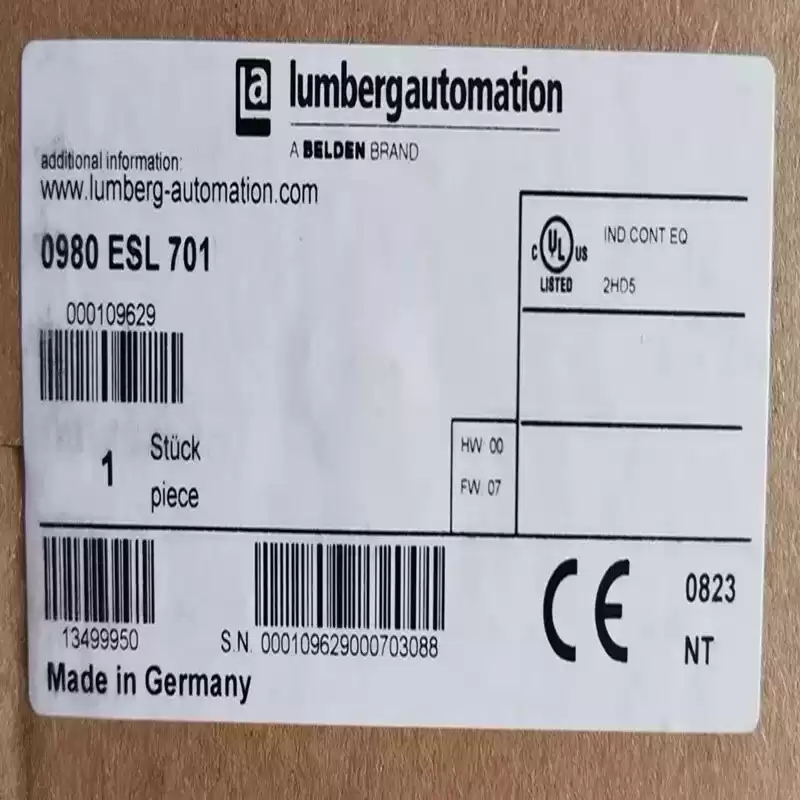 la lumbergautomation
A BELDEN BRAND
additional information:
www.lumberg-automation.com
0980 ESL 701
000109629
1 Stück
piece
C UL US
LISTED
IND CONT EQ
2HD5
HW 00
FW 07
13499950
S.N. 000109629000703088
Made in Germany
CE
0823
NT